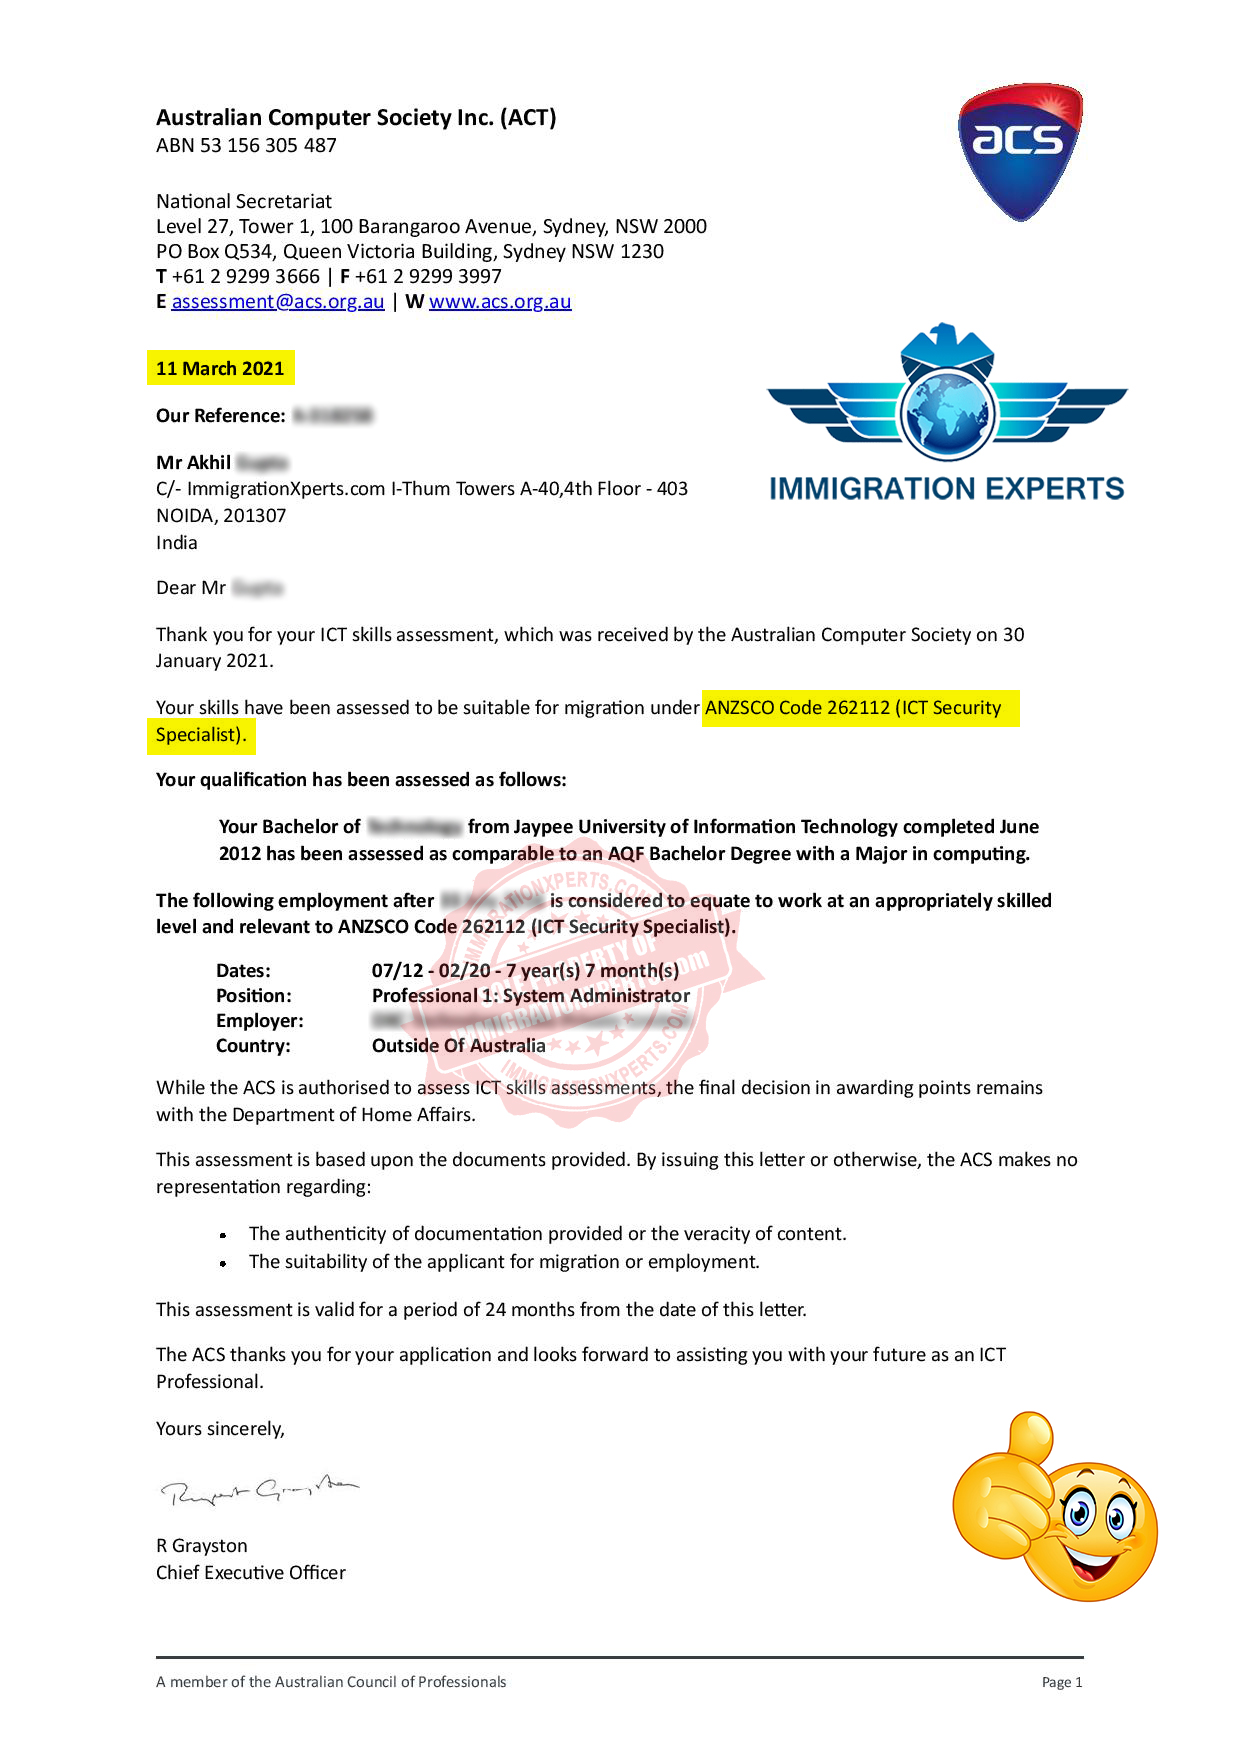 Australian Computer Society Inc. (ACT)
ABN 53 156 305 487
acs
National Secretariat
Level 27, Tower 1, 100 Barangaroo Avenue, Sydney, NSW 2000
PO Box Q534, Queen Victoria Building, Sydney NSW 1230
T +61 2 9299 3666 | F +61 2 9299 3997
E assessment@acs.org.au | W www.acs.org.au
11 March 2021
Our Reference:
Mr Akhil
C/- ImmigrationXperts.com I-Thum Towers A-40,4th Floor - 403
NOIDA, 201307
India
IMMIGRATION EXPERTS
Dear Mr
Thank you for your ICT skills assessment, which was received by the Australian Computer Society on 30
January 2021.
Your skills have been assessed to be suitable for migration under ANZSCO Code 262112 (ICT Security
Specialist).
Your qualification has been assessed as follows:
Your Bachelor of from Jaypee University of Information Technology completed June
2012 has been assessed as comparable to an AQF Bachelor Degree with a Major in computing.
The following employment after is considered to equate to work at an appropriately skilled
level and relevant to ANZSCO Code 262112 (ICT Security Specialist).
Dates: 07/12 - 02/20 - 7 year(s) 7 month(s)
Position: Professional 1: System Administrator
Employer:
Country: Outside Of Australia
IMMIGRATIONXPERTS.COM
SOLE PROPERTY OF
IMMIGRATIONXPERTS.com
IMMIGRATIONXPERTS.COM
While the ACS is authorised to assess ICT skills assessments, the final decision in awarding points remains
with the Department of Home Affairs.
This assessment is based upon the documents provided. By issuing this letter or otherwise, the ACS makes no
representation regarding:
• The authenticity of documentation provided or the veracity of content.
• The suitability of the applicant for migration or employment.
This assessment is valid for a period of 24 months from the date of this letter.
The ACS thanks you for your application and looks forward to assisting you with your future as an ICT
Professional.
Yours sincerely,
Rupert Grayston
R Grayston
Chief Executive Officer
A member of the Australian Council of Professionals Page 1